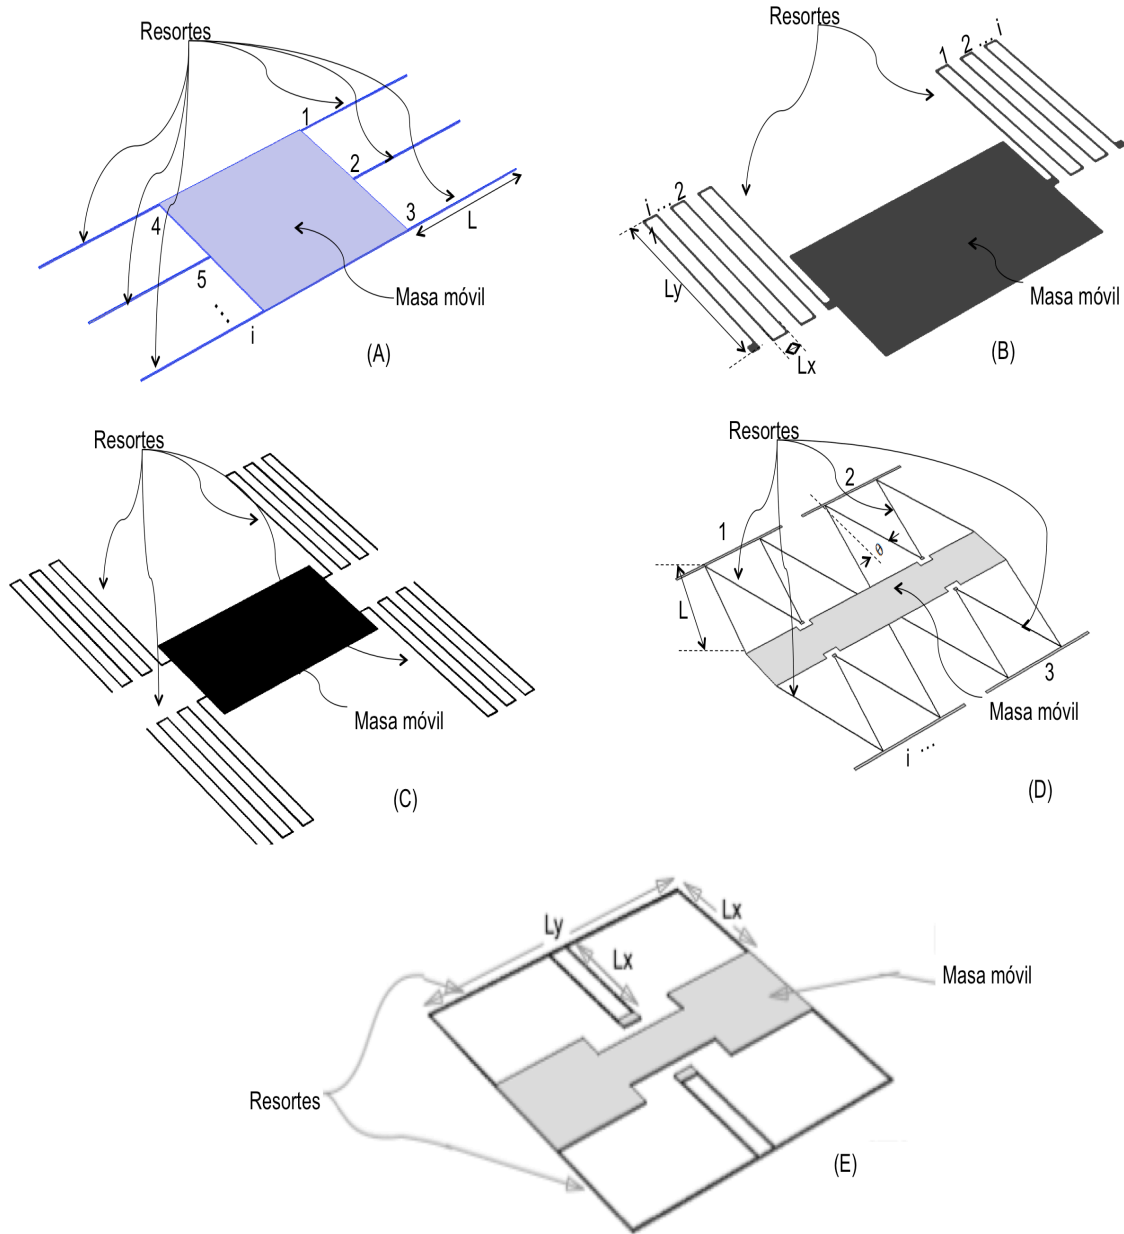 Resortes
1
2
3
L
4
5
i
Masa móvil
(A)
Resortes
1
2 ... i
i ... 2
1
Ly
Lx
Masa móvil
(B)
Resortes
Masa móvil
(C)
Resortes
1
2
θ
L
3
Masa móvil
i ...
(D)
Ly
Lx
Lx
Masa móvil
Resortes
(E)